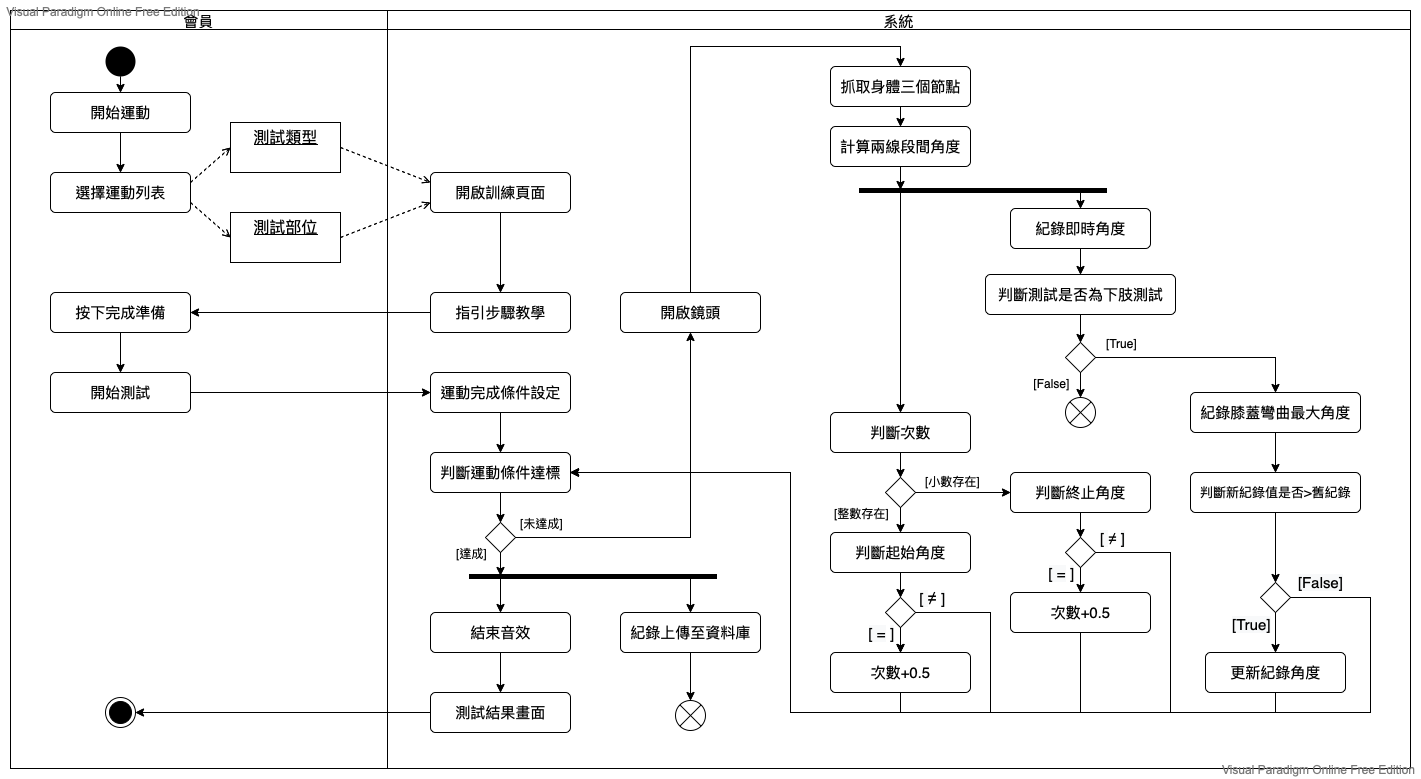 Visual Paradigm Online Free Edition
會員
系統
開始運動
選擇運動列表
測試類型
測試部位
開啟訓練頁面
指引步驟教學
按下完成準備
開始測試
運動完成條件設定
判斷運動條件達標
[未達成]
[達成]
結束音效
測試結果畫面
紀錄上傳至資料庫
開啟鏡頭
抓取身體三個節點
計算兩線段間角度
紀錄即時角度
判斷測試是否為下肢測試
[True]
[False]
紀錄膝蓋彎曲最大角度
判斷新紀錄值是否>舊紀錄
[False]
[True]
更新紀錄角度
判斷次數
[小數存在]
[整數存在]
判斷終止角度
[ ≠ ]
[ = ]
次數+0.5
判斷起始角度
[ ≠ ]
[ = ]
次數+0.5
Visual Paradigm Online Free Edition